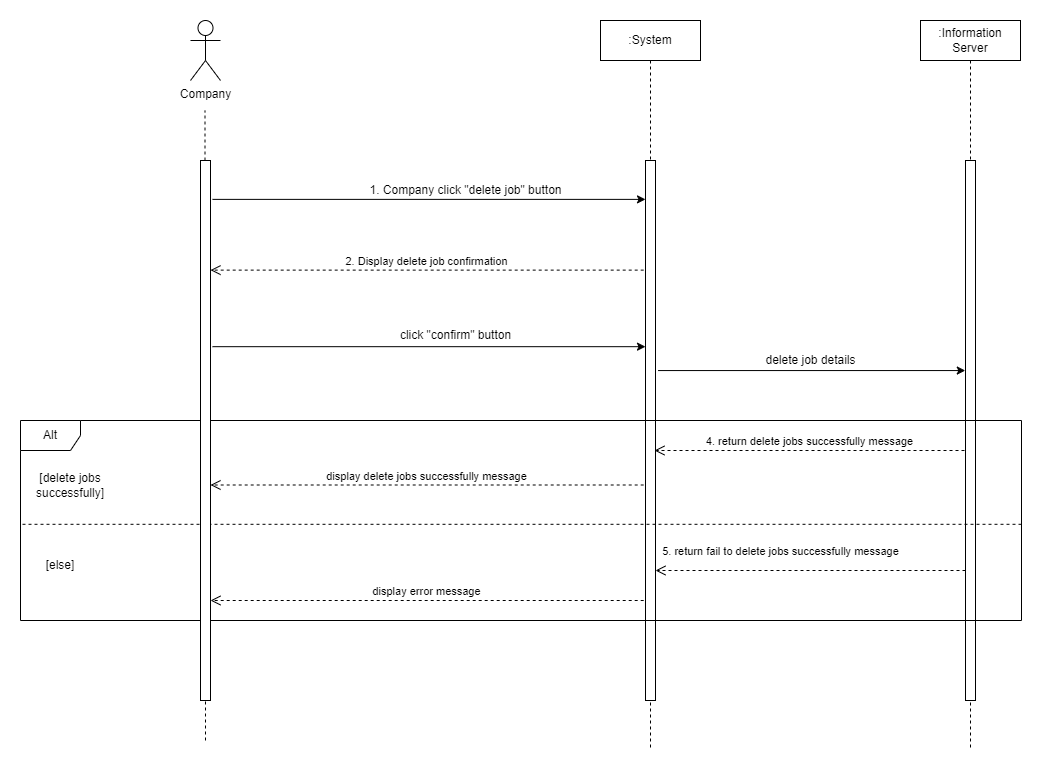 Company
:System
:Information
Server
1. Company click "delete job" button
2. Display delete job confirmation
click "confirm" button
delete job details
Alt
4. return delete jobs successfully message
[delete jobs
successfully]
display delete jobs successfully message
5. return fail to delete jobs successfully message
[else]
display error message